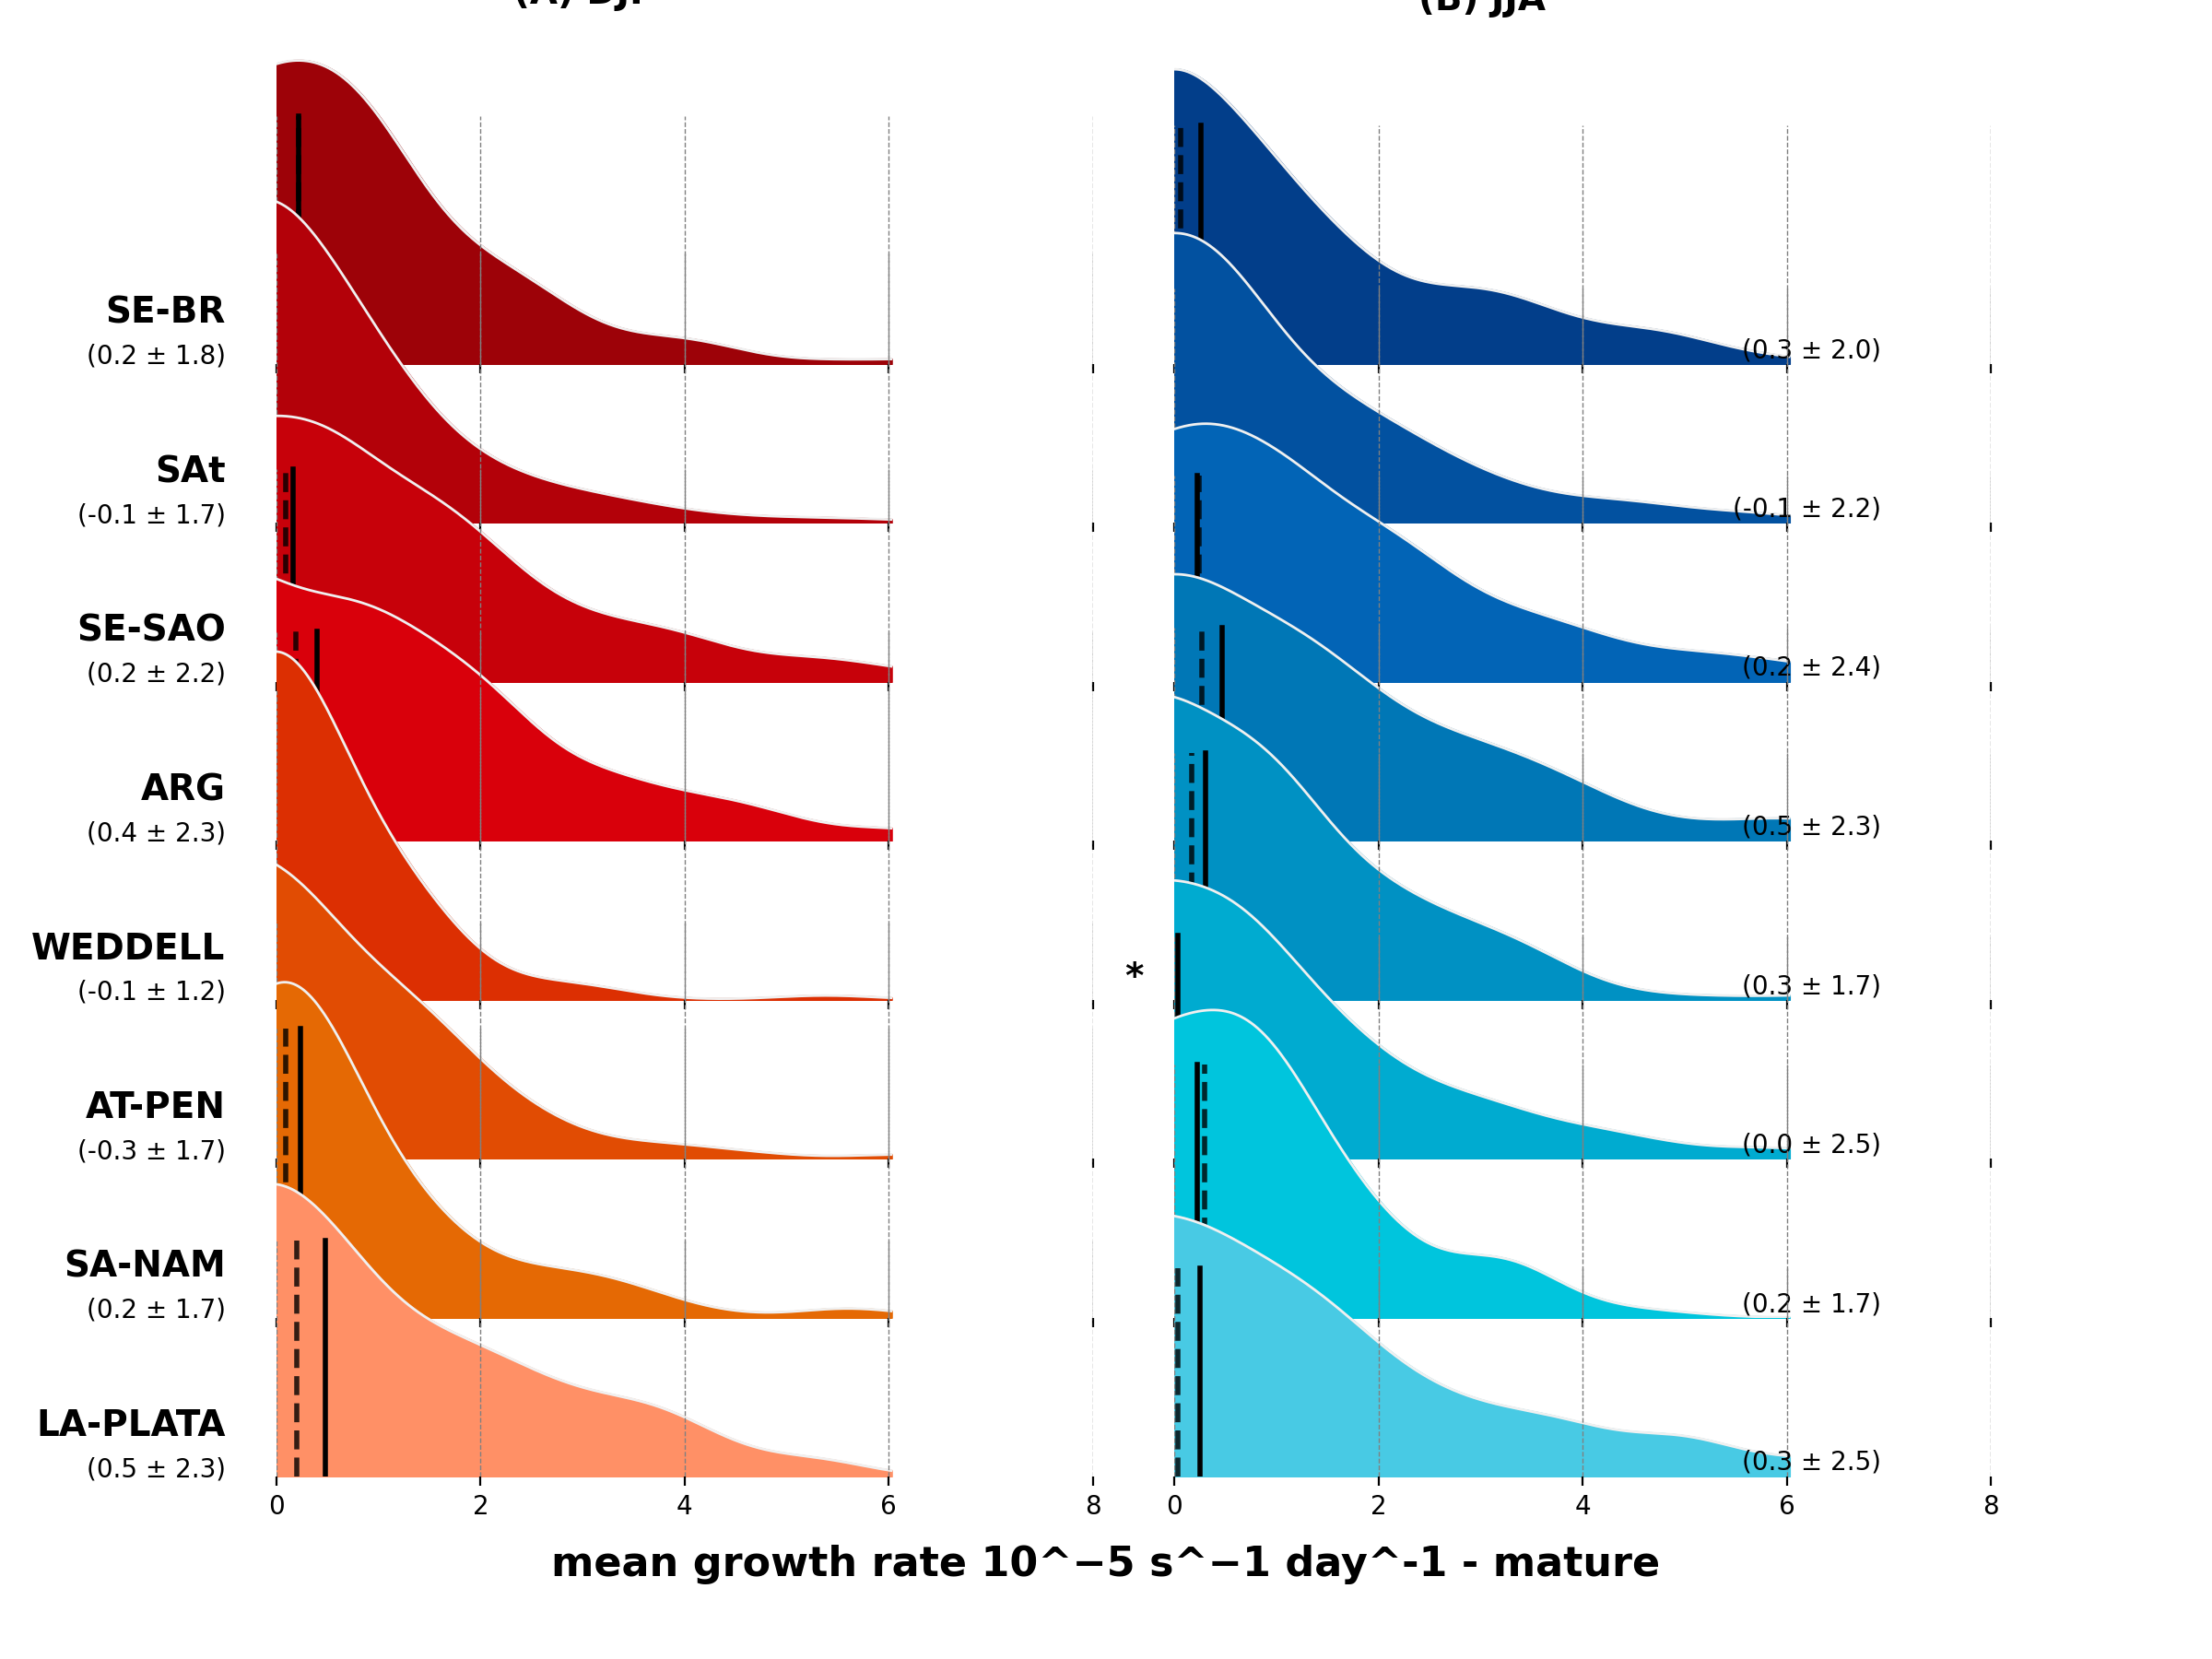 (A) DJF
(B) JJA
SE-BR
(0.2 ± 1.8)
(0.3 ± 2.0)
SAt
(-0.1 ± 1.7)
(-0.1 ± 2.2)
SE-SAO
(0.2 ± 2.2)
(0.2 ± 2.4)
ARG
(0.4 ± 2.3)
(0.5 ± 2.3)
WEDDELL
*
(-0.1 ± 1.2)
(0.3 ± 1.7)
AT-PEN
(-0.3 ± 1.7)
(0.0 ± 2.5)
SA-NAM
(0.2 ± 1.7)
(0.2 ± 1.7)
LA-PLATA
(0.5 ± 2.3)
(0.3 ± 2.5)
0 2 4 6 8
0 2 4 6 8
mean growth rate 10^−5 s^−1 day^-1 - mature